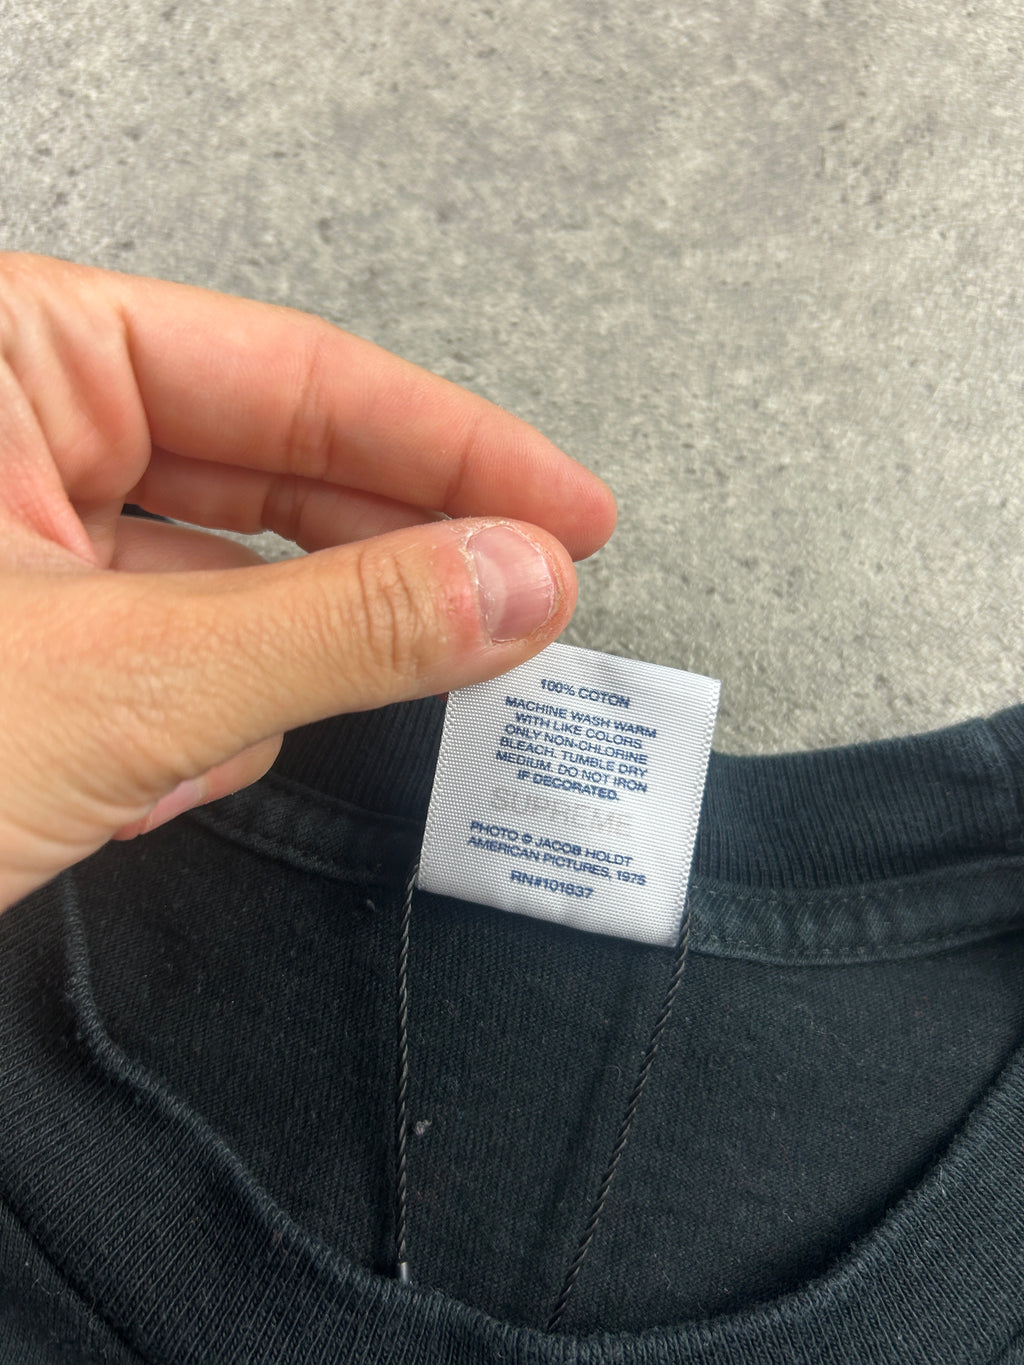 100% COTON
MACHINE WASH WARM
WITH LIKE COLORS
ONLY NON-CHLORINE
BLEACH. TUMBLE DRY
MEDIUM. DO NOT IRON
IF DECORATED.
SUPREME
PHOTO © JACOB HOLDT
AMERICAN PICTURES, 1975
RN#101837